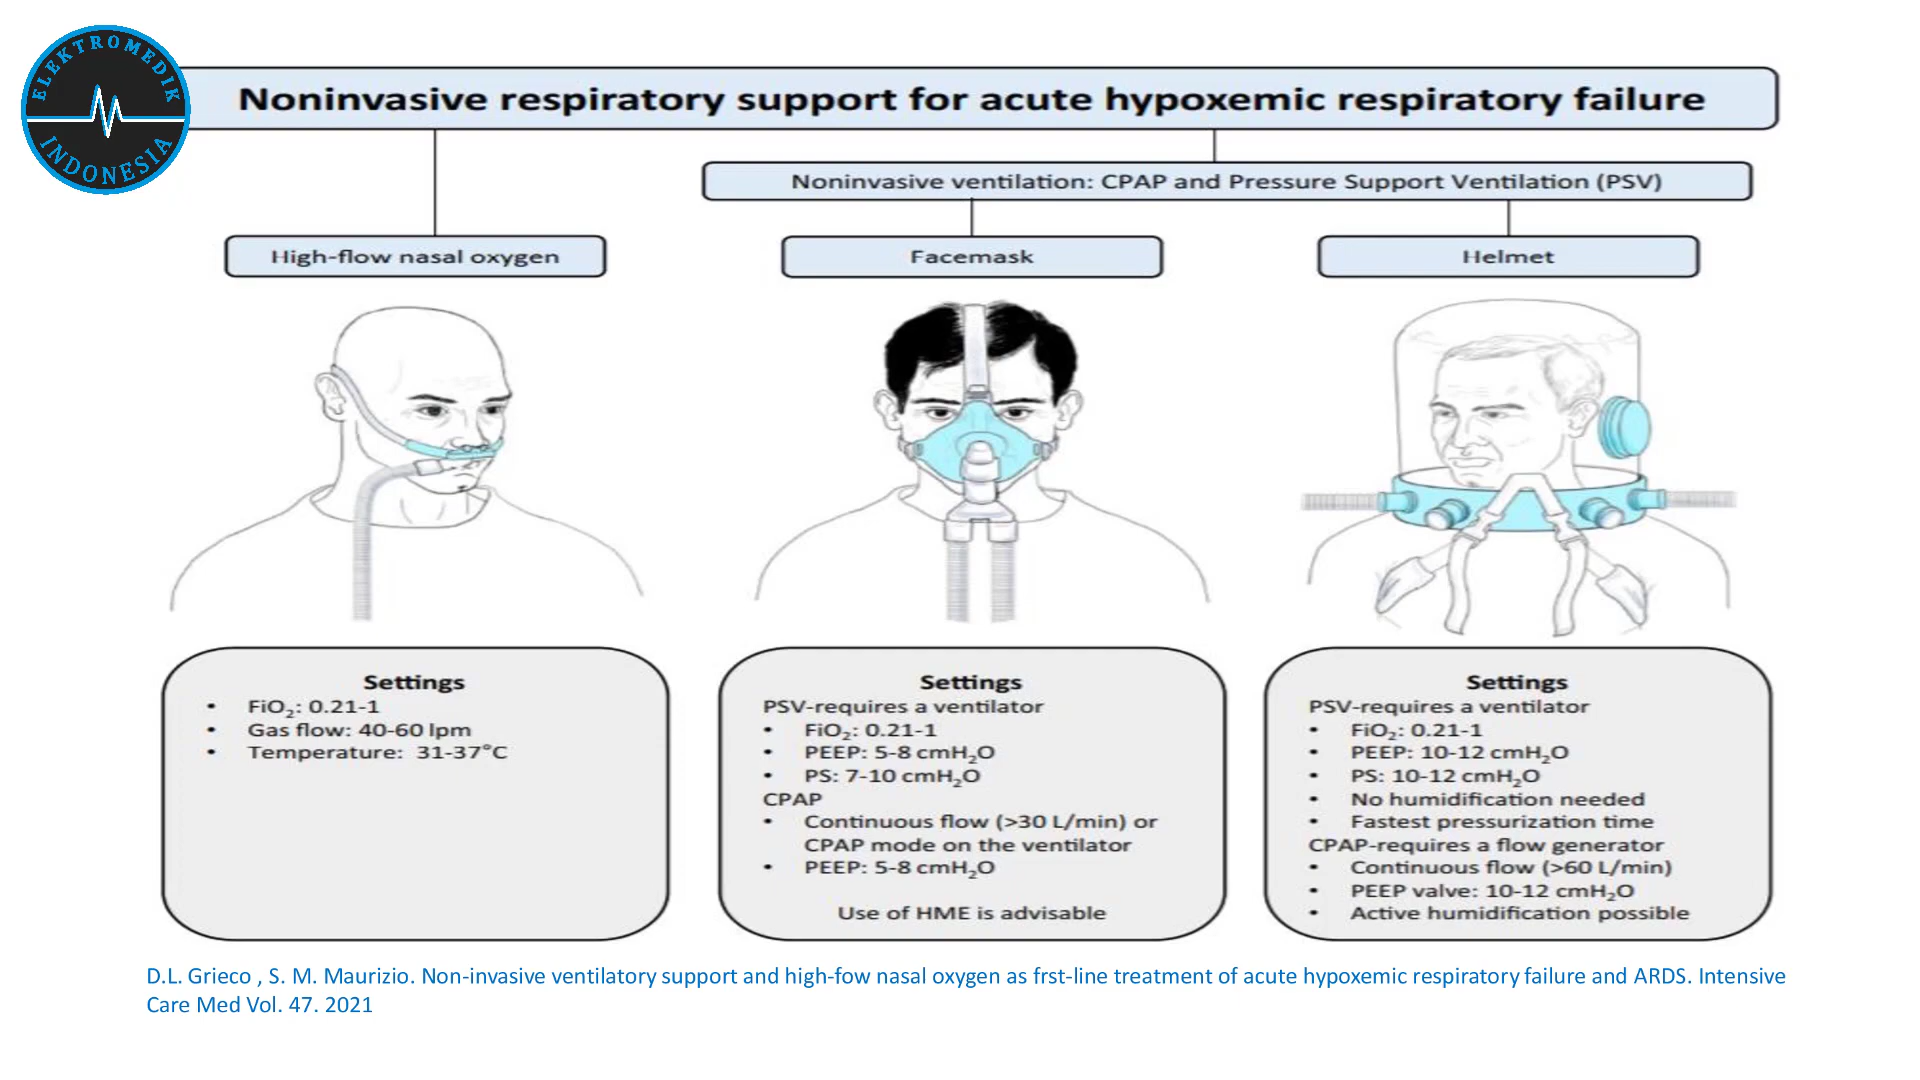 ELEKTROMEDIK
INDONESIA
Noninvasive respiratory support for acute hypoxemic respiratory failure
Noninvasive ventilation: CPAP and Pressure Support Ventilation (PSV)
High-flow nasal oxygen
Facemask
Helmet
Settings
• FiO₂: 0.21-1
• Gas flow: 40-60 lpm
• Temperature: 31-37°C
Settings
PSV-requires a ventilator
• FiO₂: 0.21-1
• PEEP: 5-8 cmH₂O
• PS: 7-10 cmH₂O
CPAP
• Continuous flow (>30 L/min) or
CPAP mode on the ventilator
• PEEP: 5-8 cmH₂O
Use of HME is advisable
Settings
PSV-requires a ventilator
• FiO₂: 0.21-1
• PEEP: 10-12 cmH₂O
• PS: 10-12 cmH₂O
• No humidification needed
• Fastest pressurization time
CPAP-requires a flow generator
• Continuous flow (>60 L/min)
• PEEP valve: 10-12 cmH₂O
• Active humidification possible
D.L. Grieco , S. M. Maurizio. Non-invasive ventilatory support and high-fow nasal oxygen as frst-line treatment of acute hypoxemic respiratory failure and ARDS. Intensive
Care Med Vol. 47. 2021